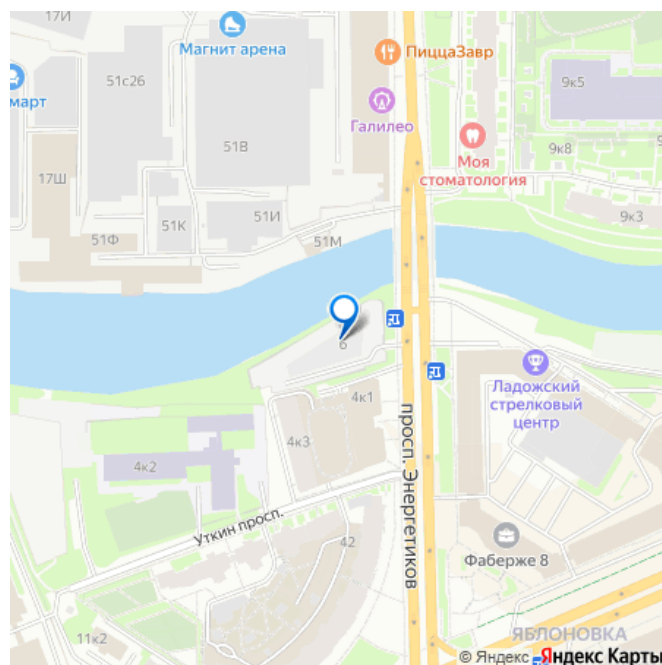 17И
Магнит арена
ПиццаЗавр
51с26
март
9к5
51В
Галилео
17Ш
9к8
Моя
стоматология
51К
51И
9к3
51Ф
51М
6
Ладожский
стрелковый
центр
4к1
4к3
просп. Энергетиков
4к2
Уткин просп.
42
Фаберже 8
11к2
ЯБЛОНОВКА
© Яндекс Яндекс Карты